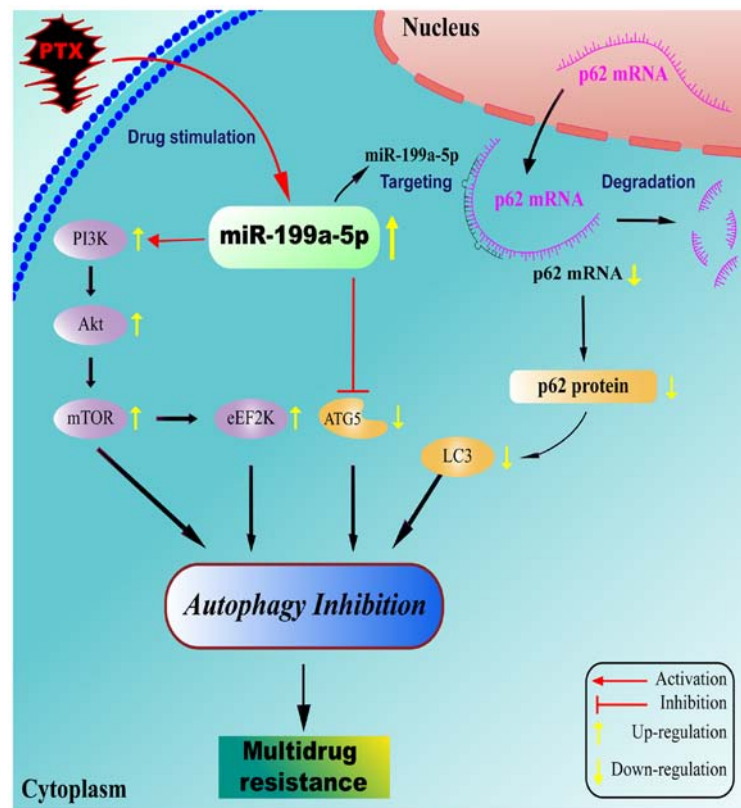 PTX
Nucleus
p62 mRNA
Drug stimulation
miR-199a-5p
Targeting
p62 mRNA
Degradation
PI3K
miR-199a-5p
p62 mRNA
Akt
p62 protein
mTOR
eEF2K
ATG5
LC3
Autophagy Inhibition
Activation
Inhibition
Up-regulation
Down-regulation
Multidrug
resistance
Cytoplasm